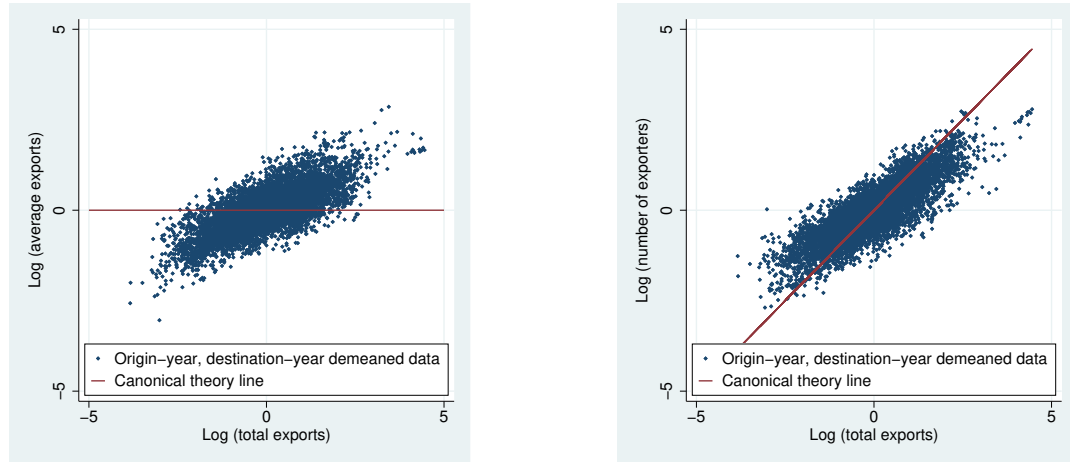 5
0
−5
Log (average exports)
Origin−year, destination−year demeaned data
Canonical theory line
−5
0
5
Log (total exports)
5
0
−5
Log (number of exporters)
Origin−year, destination−year demeaned data
Canonical theory line
−5
0
5
Log (total exports)